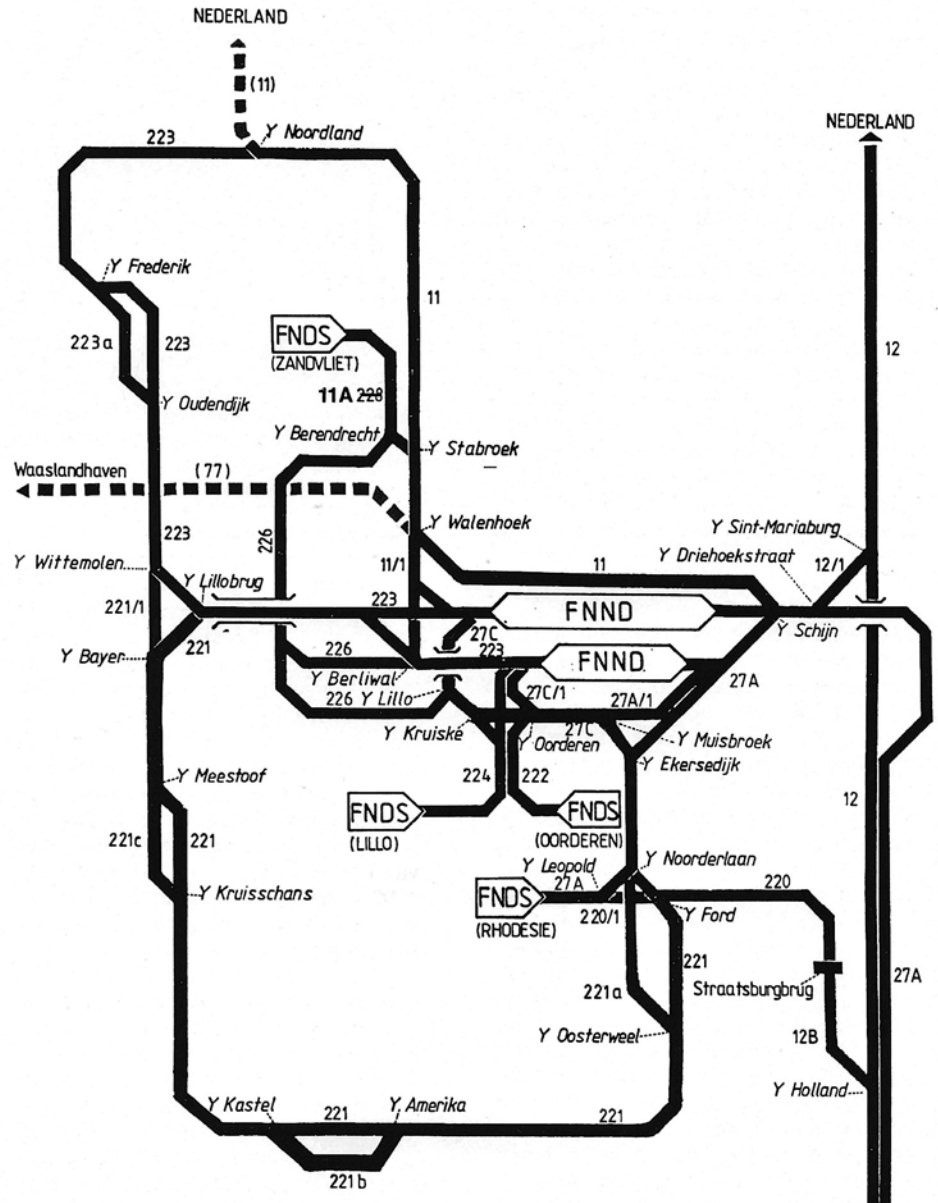 NEDERLAND
(11)
223
Y Noordland
NEDERLAND
Y Frederik
11
223a
223
FNDS
(ZANDVLIET)
12
11A 228
Y Oudendijk
Y Berendrecht
Y Stabroek
Waaslandhaven
(77)
Y Walenhoek
Y Sint-Mariaburg
223
226
Y Driehoekstraat
Y Wittemolen
11/1
11
12/1
Y Lillobrug
221/1
223
FNND
27C
Y Schijn
221
226
223
FNND
Y Bayer
Y Berliwal
27A
226
Y Lillo
27C/1
27A/1
Y Kruiske
27C
Y Oorderen
Y Muisbroek
Y Ekersedijk
Y Meestoof
224
222
12
221c
221
FNDS
(LILLO)
FNDS
(OORDEREN)
Y Leopold
Y Noorderlaan
27A
220
Y Kruisschans
FNDS
(RHODESIE)
220/1
Y Ford
221
27A
221a
Straatsburgbrug
Y Oosterweel
12B
Y Holland
Y Kastel
221
Y Amerika
221
221b